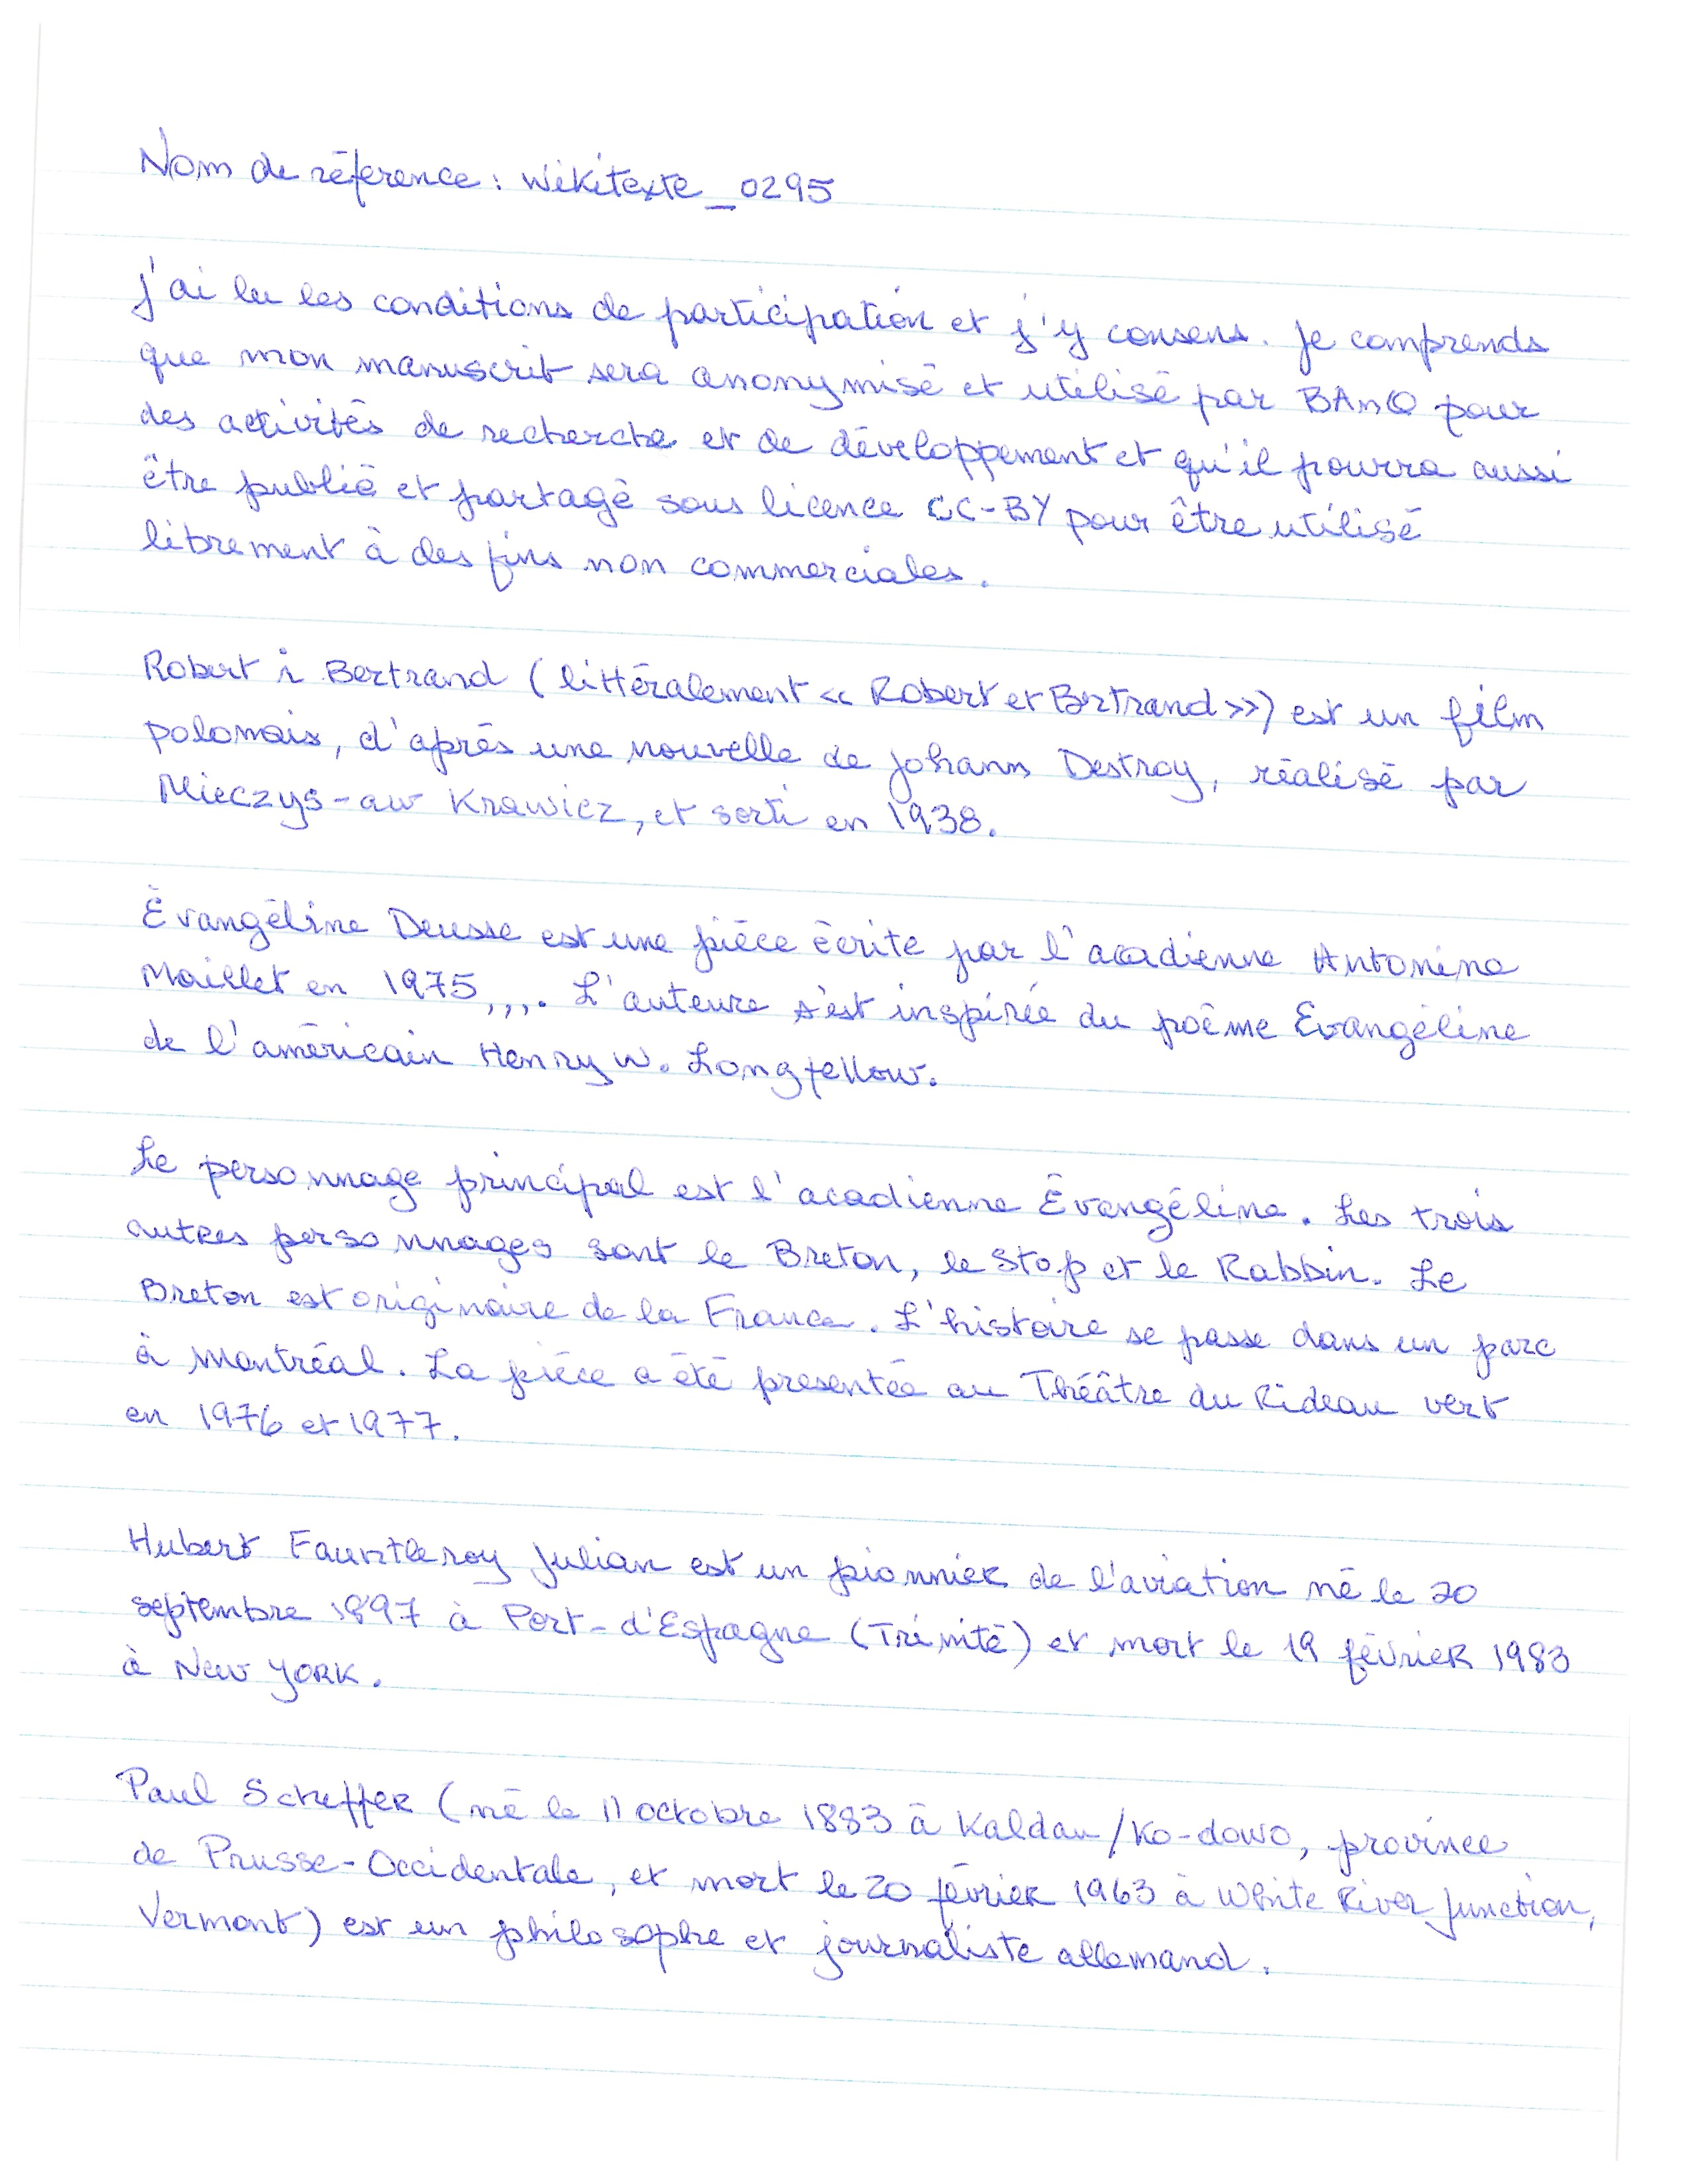 Nom de réference : wikitexte_0295
J'ai lu les conditions de participation et j'y consens. Je comprends
que mon manuscrit sera anonymisé et utilisé par BAnQ pour
des activités de recherche et de développement et qu'il pourra aussi
être publié et partagé sous licence CC-BY pour être utilisé
librement à des fins non commerciales.
Robert i Bertrand (littéralement « Robert et Bertrand ») est un film
polonais, d'après une nouvelle de Johann Destroy, réalisé par
Mieczys-aw Krawicz, et sorti en 1938.
Évangéline Deusse est une pièce écrite par l'acadienne Antonine
Maillet en 1975,,,. L'auteure s'est inspirée du poème Évangéline
de l'américain Henry W. Longfellow.
Le personnage principal est l'acadienne Évangéline. Les trois
autres personnages sont le Breton, le Stop et le Rabbin. Le
Breton est originaire de la France. L'histoire se passe dans un parc
à Montréal. La pièce a été présentée au Théâtre du Rideau vert
en 1976 et 1977.
Hubert Fauntleroy Julian est un pionnier de l'aviation né le 20
septembre 1897 à Port-d'Espagne (Trinité) et mort le 19 février 1983
à New York.
Paul Scheffer (né le 11 octobre 1883 à Kaldau/Ko-dowo, province
de Prusse-Occidentale, et mort le 20 février 1963 à White River Junction,
Vermont) est un philosophe et journaliste allemand.